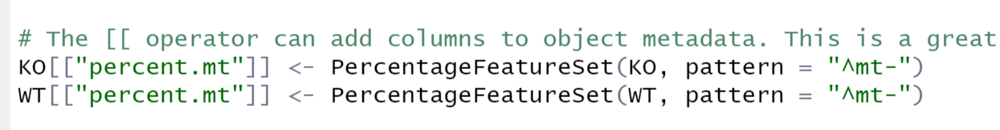 # The [[ operator can add columns to object metadata. This is a great
KO[["percent.mt"]] <- PercentageFeatureSet(KO, pattern = "^mt-")
WT[["percent.mt"]] <- PercentageFeatureSet(WT, pattern = "^mt-")